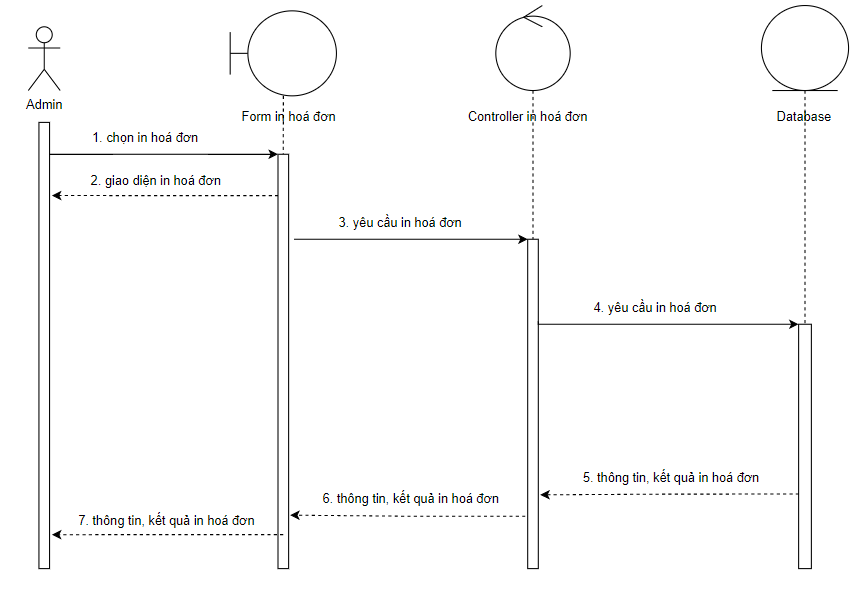 Admin
Form in hoá đơn
Controller in hoá đơn
Database
1. chọn in hoá đơn
2. giao diện in hoá đơn
3. yêu cầu in hoá đơn
4. yêu cầu in hoá đơn
5. thông tin, kết quả in hoá đơn
6. thông tin, kết quả in hoá đơn
7. thông tin, kết quả in hoá đơn